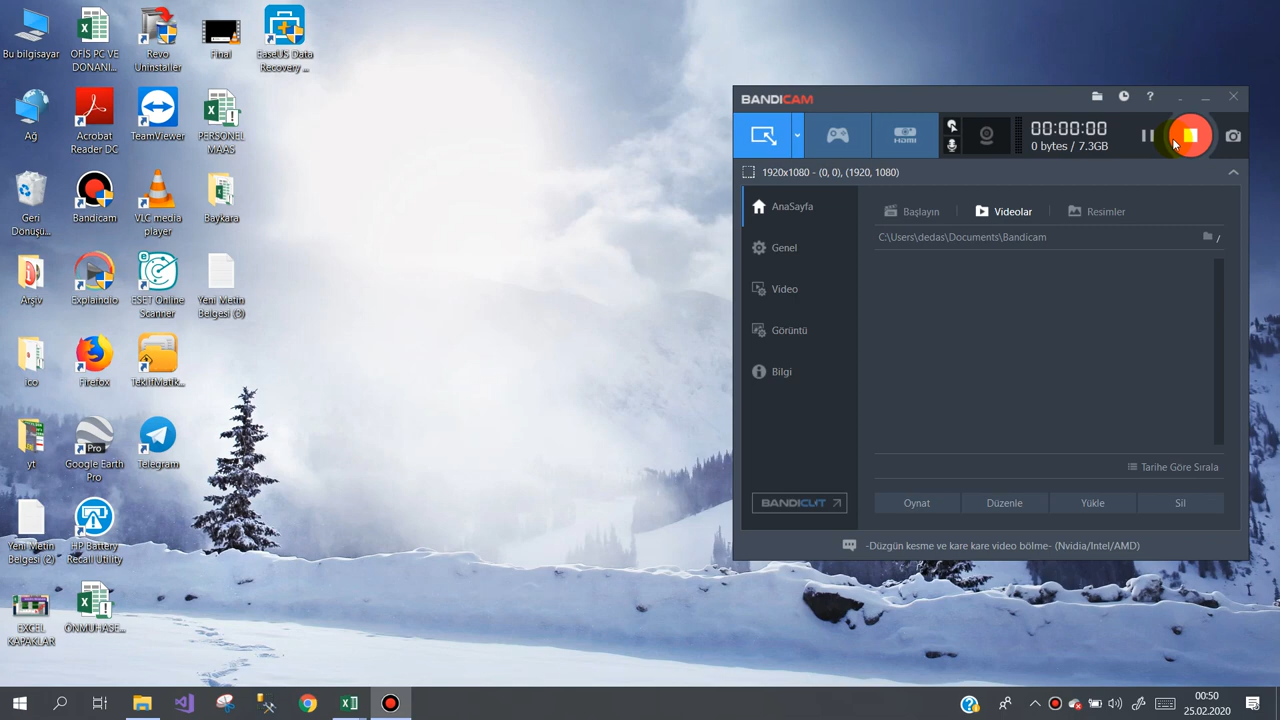 Bu bilgisayar
OFİS PC VE
DONANI...
Revo
Uninstaller
Final
EaseUS Data
Recovery ...
Ağ
Acrobat
Reader DC
TeamViewer
PERSONEL
MAAS
Geri
Dönüşü...
Bandicam
VLC media
player
Baykara
Arşiv
Explaindio
ESET Online
Scanner
Yeni Metin
Belgesi (3)
ico
Firefox
TeklifMatik...
yt
Pro
Google Earth
Pro
Telegram
Yeni Metin
Belgesi (2)
HP Battery
Recall Utility
EXCEL
KAPAKLAR
ÖNMUHASE...
BANDICAM
HDMI
00:00:00
0 bytes / 7.3GB
1920x1080 - (0, 0), (1920, 1080)
AnaSayfa
Genel
Video
Görüntü
Bilgi
BANDICUT
Başlayın
Videolar
Resimler
C:\Users\dedas\Documents\Bandicam
/
Tarihe Göre Sırala
Oynat
Düzenle
Yükle
Sil
-Düzgün kesme ve kare kare video bölme- (Nvidia/Intel/AMD)
00:50
25.02.2020